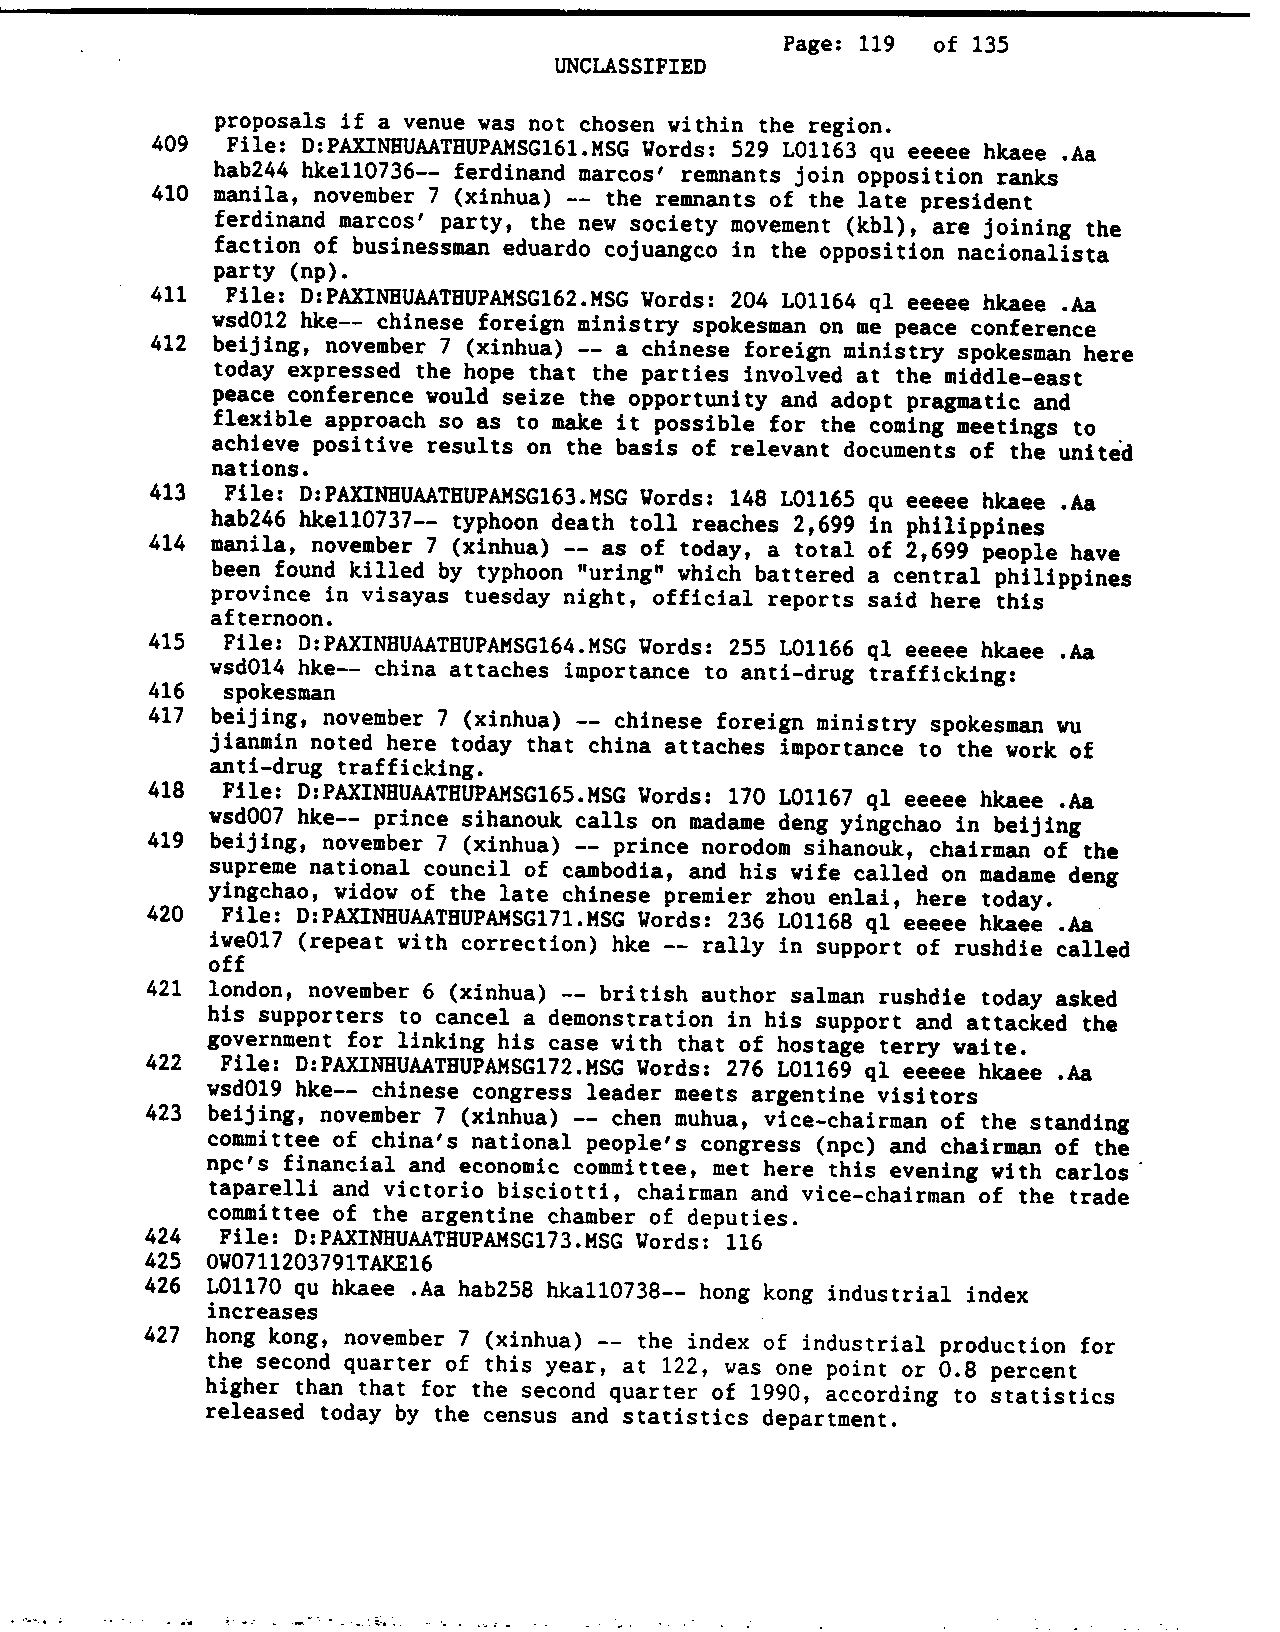 Page: 119 of 135
UNCLASSIFIED
proposals if a venue was not chosen within the region.
409 File: D:PAXINHUAATHUPAMSG161.MSG Words: 529 L01163 qu eeeee hkaee .Aa
hab244 hke110736-- ferdinand marcos' remnants join opposition ranks
410 manila, november 7 (xinhua) -- the remnants of the late president
ferdinand marcos' party, the new society movement (kbl), are joining the
faction of businessman eduardo cojuangco in the opposition nacionalista
party (np).
411 File: D:PAXINHUAATHUPAMSG162.MSG Words: 204 L01164 ql eeeee hkaee .Aa
wsd012 hke-- chinese foreign ministry spokesman on me peace conference
412 beijing, november 7 (xinhua) -- a chinese foreign ministry spokesman here
today expressed the hope that the parties involved at the middle-east
peace conference would seize the opportunity and adopt pragmatic and
flexible approach so as to make it possible for the coming meetings to
achieve positive results on the basis of relevant documents of the united
nations.
413 File: D:PAXINHUAATHUPAMSG163.MSG Words: 148 L01165 qu eeeee hkaee .Aa
hab246 hke110737-- typhoon death toll reaches 2,699 in philippines
414 manila, november 7 (xinhua) -- as of today, a total of 2,699 people have
been found killed by typhoon "uring" which battered a central philippines
province in visayas tuesday night, official reports said here this
afternoon.
415 File: D:PAXINHUAATHUPAMSG164.MSG Words: 255 L01166 ql eeeee hkaee .Aa
wsd014 hke-- china attaches importance to anti-drug trafficking:
416 spokesman
417 beijing, november 7 (xinhua) -- chinese foreign ministry spokesman wu
jianmin noted here today that china attaches importance to the work of
anti-drug trafficking.
418 File: D:PAXINHUAATHUPAMSG165.MSG Words: 170 L01167 ql eeeee hkaee .Aa
wsd007 hke-- prince sihanouk calls on madame deng yingchao in beijing
419 beijing, november 7 (xinhua) -- prince norodom sihanouk, chairman of the
supreme national council of cambodia, and his wife called on madame deng
yingchao, widow of the late chinese premier zhou enlai, here today.
420 File: D:PAXINHUAATHUPAMSG171.MSG Words: 236 L01168 ql eeeee hkaee .Aa
iwe017 (repeat with correction) hke -- rally in support of rushdie called
off
421 london, november 6 (xinhua) -- british author salman rushdie today asked
his supporters to cancel a demonstration in his support and attacked the
government for linking his case with that of hostage terry waite.
422 File: D:PAXINHUAATHUPAMSG172.MSG Words: 276 L01169 ql eeeee hkaee .Aa
wsd019 hke-- chinese congress leader meets argentine visitors
423 beijing, november 7 (xinhua) -- chen muhua, vice-chairman of the standing
committee of china's national people's congress (npc) and chairman of the
npc's financial and economic committee, met here this evening with carlos
taparelli and victorio bisciotti, chairman and vice-chairman of the trade
committee of the argentine chamber of deputies.
424 File: D:PAXINHUAATHUPAMSG173.MSG Words: 116
425 OW0711203791TAKE16
426 L01170 qu hkaee .Aa hab258 hka110738-- hong kong industrial index
increases
427 hong kong, november 7 (xinhua) -- the index of industrial production for
the second quarter of this year, at 122, was one point or 0.8 percent
higher than that for the second quarter of 1990, according to statistics
released today by the census and statistics department.